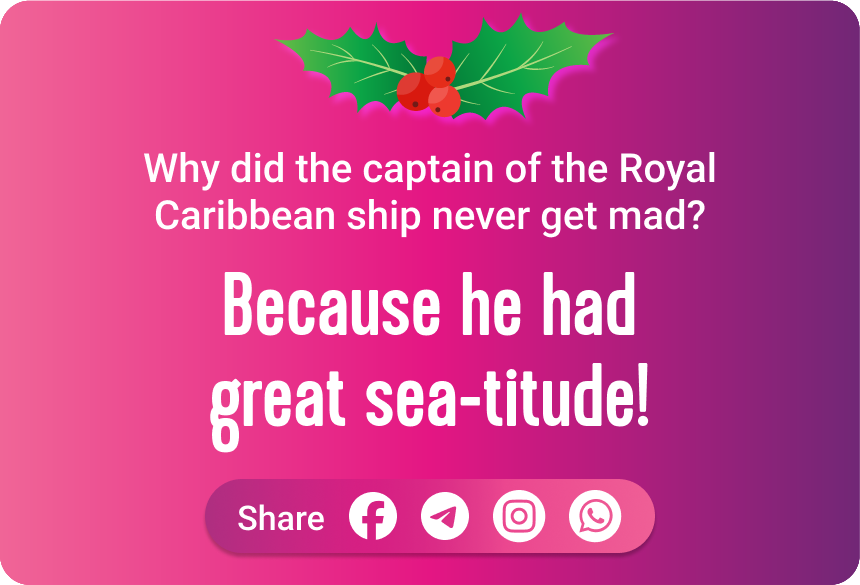 Why did the captain of the Royal
Caribbean ship never get mad?
Because he had
great sea-titude!
Share